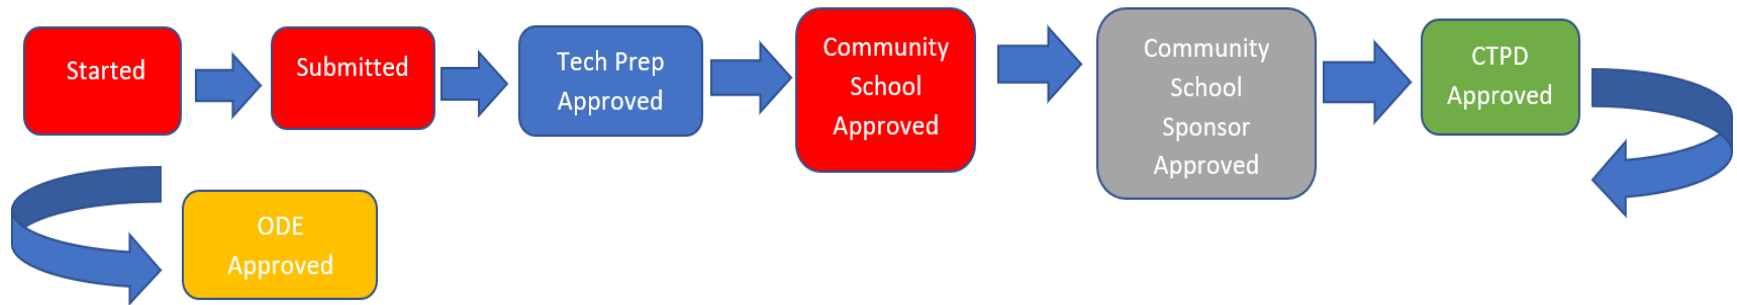 Started
Submitted
Tech Prep
Approved
Community
School
Approved
Community
School
Sponsor
Approved
CTPD
Approved
ODE
Approved